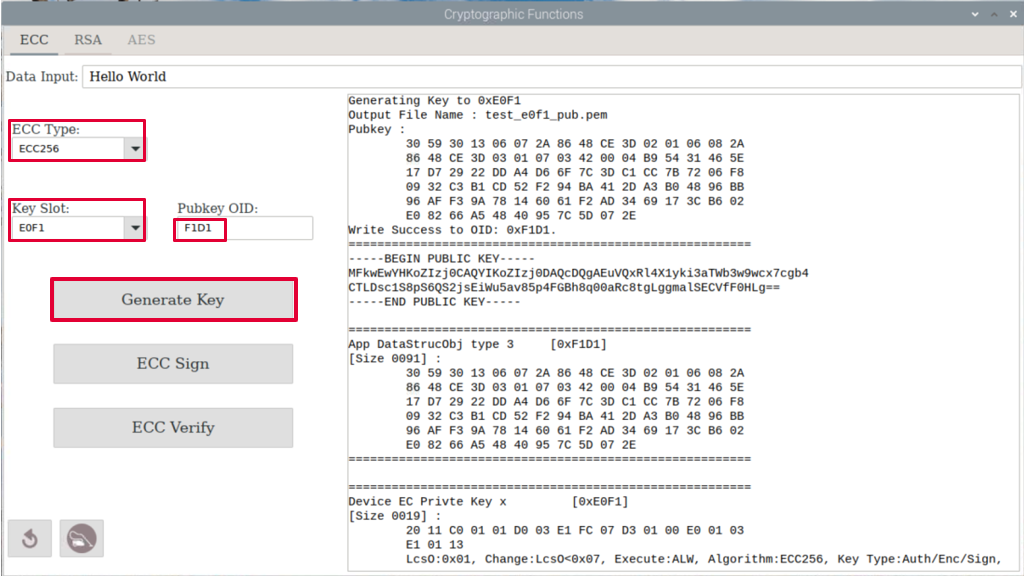 Cryptographic Functions
ECC RSA AES
Data Input: Hello World
ECC Type:
ECC256
Key Slot:
E0F1
Pubkey OID:
F1D1
Generate Key
ECC Sign
ECC Verify
Generating Key to 0xE0F1
Output File Name : test_e0f1_pub.pem
Pubkey :
30 59 30 13 06 07 2A 86 48 CE 3D 02 01 06 08 2A
86 48 CE 3D 03 01 07 03 42 00 04 B9 54 31 46 5E
17 D7 29 22 DD A4 D6 6F 7C 3D C1 CC 7B 72 06 F8
09 32 C3 B1 CD 52 F2 94 BA 41 2D A3 B0 48 96 BB
96 AF F3 9A 78 14 60 61 F2 AD 34 69 17 3C B6 02
E0 82 66 A5 48 40 95 7C 5D 07 2E
Write Success to OID: 0xF1D1.
========================================================
-----BEGIN PUBLIC KEY-----
MFkwEwYHKoZIzj0CAQYIKoZIzj0DAQcDQgAEuVQxRl4X1yki3aTWb3w9wcx7cgb4
CTLDsc1S8pS6QS2jsEiWu5av85p4FGBh8q00aRc8tgLggmalSECVfF0HLg==
-----END PUBLIC KEY-----
========================================================
App DataStrucObj type 3 [0xF1D1]
[Size 0091] :
30 59 30 13 06 07 2A 86 48 CE 3D 02 01 06 08 2A
86 48 CE 3D 03 01 07 03 42 00 04 B9 54 31 46 5E
17 D7 29 22 DD A4 D6 6F 7C 3D C1 CC 7B 72 06 F8
09 32 C3 B1 CD 52 F2 94 BA 41 2D A3 B0 48 96 BB
96 AF F3 9A 78 14 60 61 F2 AD 34 69 17 3C B6 02
E0 82 66 A5 48 40 95 7C 5D 07 2E
========================================================
========================================================
Device EC Privte Key x [0xE0F1]
[Size 0019] :
20 11 C0 01 01 D0 03 E1 FC 07 D3 01 00 E0 01 03
E1 01 13
LcsO:0x01, Change:LcsO<0x07, Execute:ALW, Algorithm:ECC256, Key Type:Auth/Enc/Sign,